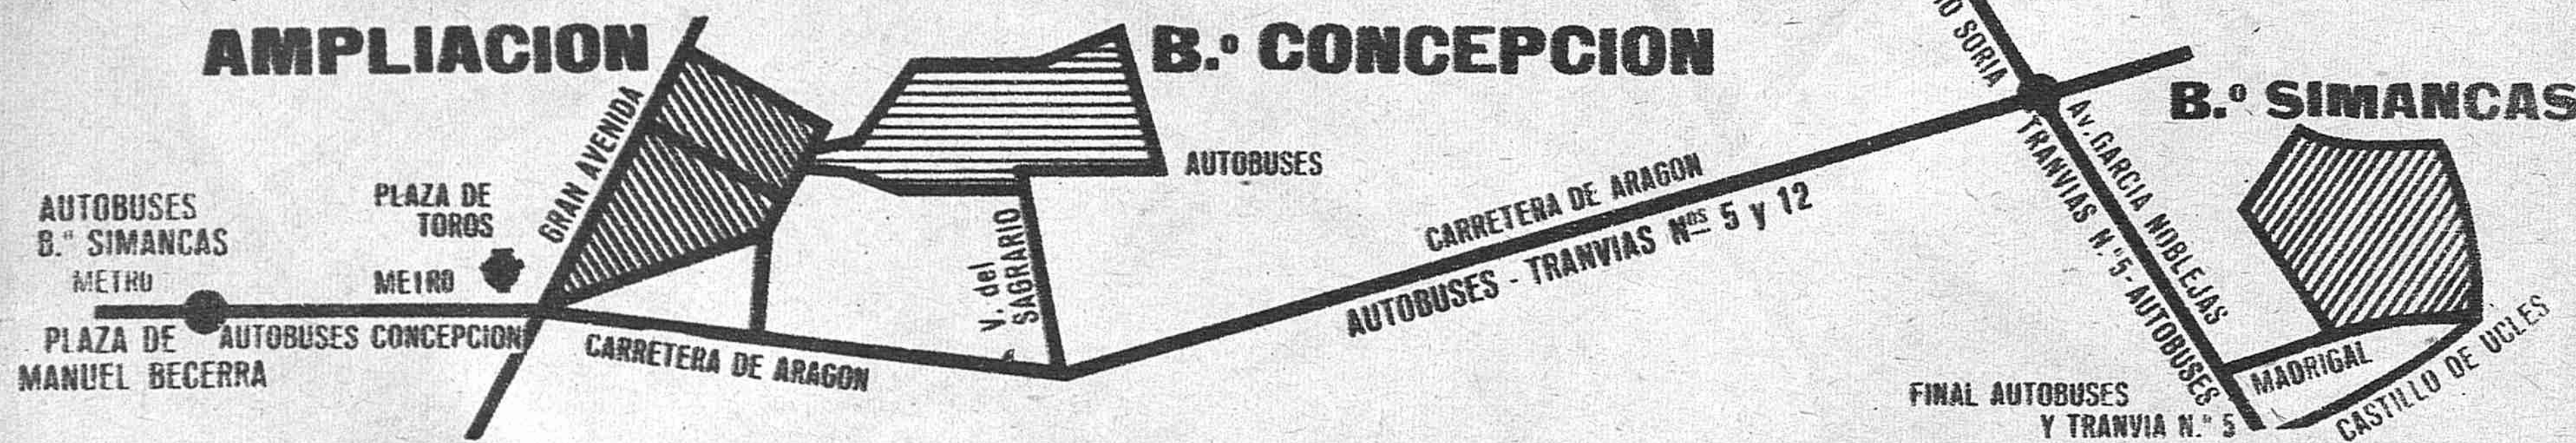 AMPLIACION
B.º CONCEPCION
SORIA
B.º SIMANCAS
GRAN AVENIDA
AUTOBUSES
B.º SIMANCAS
METRO
PLAZA DE
TOROS
METRO
AUTOBUSES
V. del
SAGRARIO
CARRETERA DE ARAGON
AUTOBUSES - TRANVIAS Nos 5 y 12
Av. GARCIA NOBLEJAS
TRANVIAS N.º 5 - AUTOBUSES
PLAZA DE
MANUEL BECERRA
AUTOBUSES CONCEPCION
CARRETERA DE ARAGON
MADRIGAL
CASTILLO DE UCLES
FINAL AUTOBUSES
Y TRANVIA N.º 5